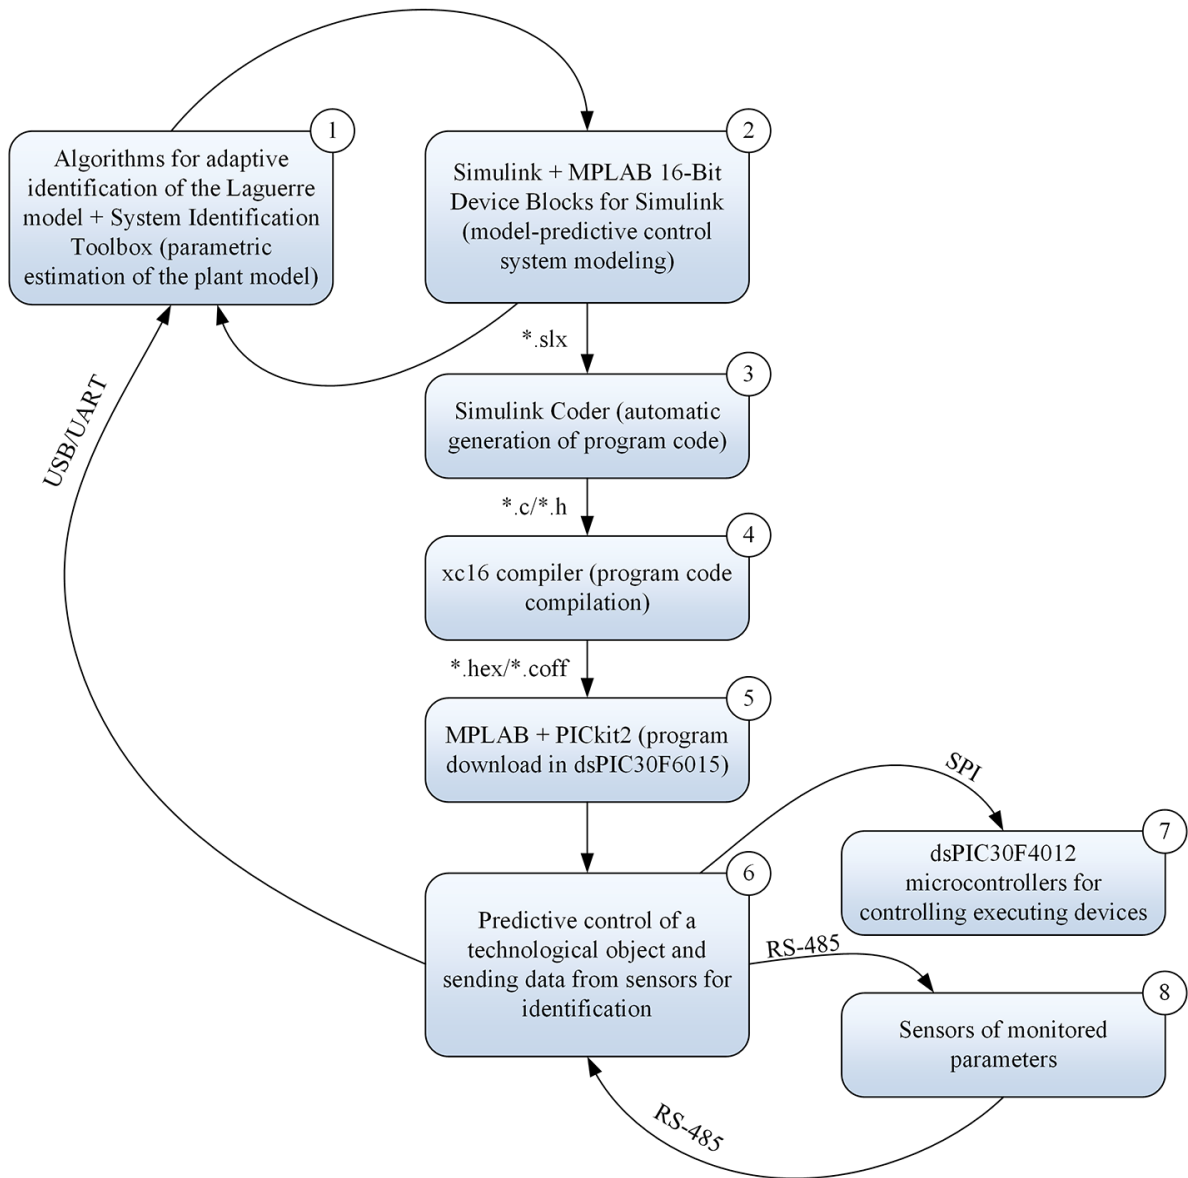 1
Algorithms for adaptive
identification of the Laguerre
model + System Identification
Toolbox (parametric
estimation of the plant model)
2
Simulink + MPLAB 16-Bit
Device Blocks for Simulink
(model-predictive control
system modeling)
*.slx
3
Simulink Coder (automatic
generation of program code)
USB/UART
*.c/*.h
4
xc16 compiler (program code
compilation)
*.hex/*.coff
5
MPLAB + PICkit2 (program
download in dsPIC30F6015)
SPI
7
dsPIC30F4012
microcontrollers for
controlling executing devices
6
Predictive control of a
technological object and
sending data from sensors for
identification
RS-485
8
Sensors of monitored
parameters
RS-485